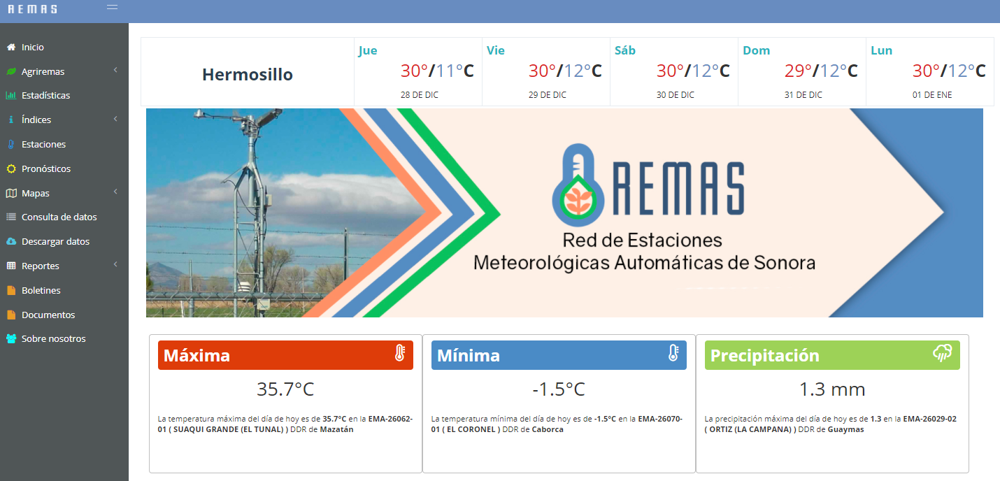 REMAS
Inicio
Agriremas
Estadísticas
Índices
Estaciones
Pronósticos
Mapas
Consulta de datos
Descargar datos
Reportes
Boletines
Documentos
Sobre nosotros
Hermosillo
Jue
30°/11°C
28 DE DIC
Vie
30°/12°C
29 DE DIC
Sáb
30°/12°C
30 DE DIC
Dom
29°/12°C
31 DE DIC
Lun
30°/12°C
01 DE ENE
REMAS
Red de Estaciones
Meteorológicas Automáticas de Sonora
Máxima
35.7°C
La temperatura máxima del día de hoy es de 35.7°C en la EMA-26062-
01 ( SUAQUI GRANDE (EL TUNAL) ) DDR de Mazatán
Mínima
-1.5°C
La temperatura mínima del día de hoy es de -1.5°C en la EMA-26070-
01 ( EL CORONEL ) DDR de Caborca
Precipitación
1.3 mm
La precipitación máxima del día de hoy es de 1.3 en la EMA-26029-02
( ORTIZ (LA CAMPANA) ) DDR de Guaymas